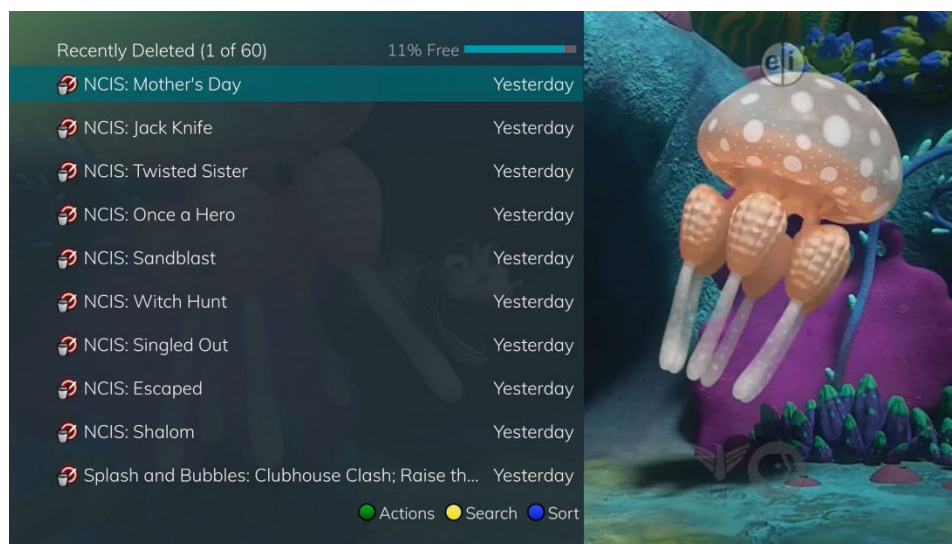 Recently Deleted (1 of 60) 11% Free
NCIS: Mother's Day Yesterday
NCIS: Jack Knife Yesterday
NCIS: Twisted Sister Yesterday
NCIS: Once a Hero Yesterday
NCIS: Sandblast Yesterday
NCIS: Witch Hunt Yesterday
NCIS: Singled Out Yesterday
NCIS: Escaped Yesterday
NCIS: Shalom Yesterday
Splash and Bubbles: Clubhouse Clash; Raise th... Yesterday
Actions Search Sort